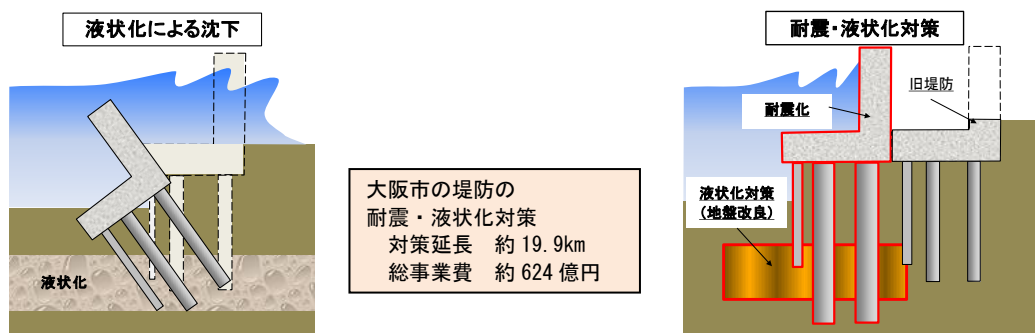 液状化による沈下
液状化
大阪市の堤防の
耐震・液状化対策
対策延長 約 19.9km
総事業費 約 624 億円
耐震・液状化対策
旧堤防
耐震化
液状化対策
(地盤改良)